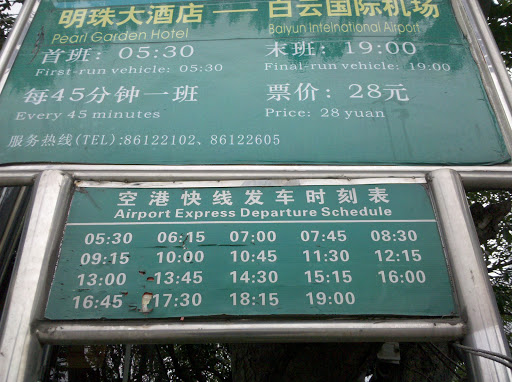 明珠大酒店 —— 白云国际机场
Pearl Garden Hotel Baiyun International Airport
首班: 05:30 末班: 19:00
First-run vehicle: 05:30 Final-run vehicle: 19:00
每45分钟一班 票价: 28元
Every 45 minutes Price: 28 yuan
服务热线(TEL):86122102、86122605
空港快线发车时刻表
Airport Express Departure Schedule
05:30 06:15 07:00 07:45 08:30
09:15 10:00 10:45 11:30 12:15
13:00 13:45 14:30 15:15 16:00
16:45 17:30 18:15 19:00